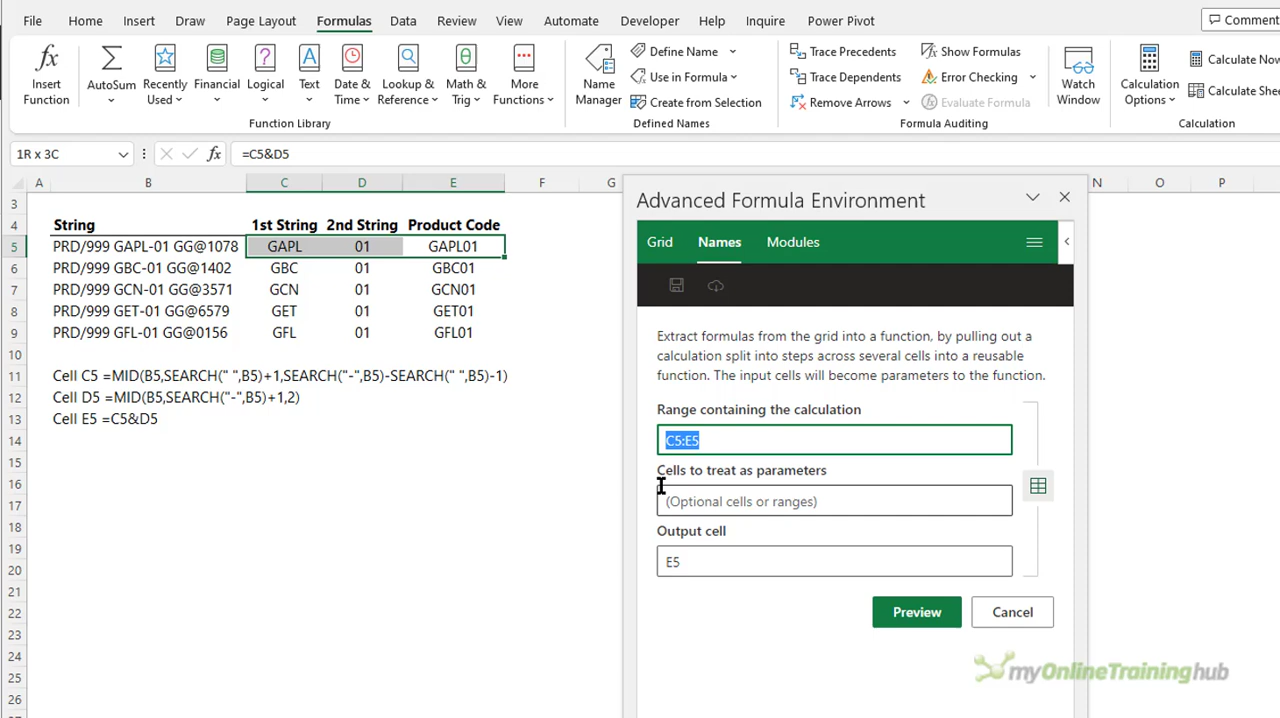 File Home Insert Draw Page Layout Formulas Data Review View Automate Developer Help Inquire Power Pivot Comment
Insert Function AutoSum Recently Used Financial Logical Text Date & Time Lookup & Reference Math & Trig More Functions
Function Library
Name Manager Define Name Use in Formula Create from Selection
Defined Names
Trace Precedents Trace Dependents Remove Arrows Show Formulas Error Checking Evaluate Formula
Formula Auditing
Watch Window
Calculation Options Calculate Now Calculate Shee
Calculation
1R x 3C fx =C5&D5
A B C D E F G N O P
3
4 String 1st String 2nd String Product Code
5 PRD/999 GAPL-01 GG@1078 GAPL 01 GAPL01
6 PRD/999 GBC-01 GG@1402 GBC 01 GBC01
7 PRD/999 GCN-01 GG@3571 GCN 01 GCN01
8 PRD/999 GET-01 GG@6579 GET 01 GET01
9 PRD/999 GFL-01 GG@0156 GFL 01 GFL01
10
11 Cell C5 =MID(B5,SEARCH(" ",B5)+1,SEARCH("-",B5)-SEARCH(" ",B5)-1)
12 Cell D5 =MID(B5,SEARCH("-",B5)+1,2)
13 Cell E5 =C5&D5
14
15
16
17
18
19
20
21
22
23
24
25
26
Advanced Formula Environment
Grid Names Modules
Extract formulas from the grid into a function, by pulling out a
calculation split into steps across several cells into a reusable
function. The input cells will become parameters to the function.
Range containing the calculation
C5:E5
Cells to treat as parameters
(Optional cells or ranges)
Output cell
E5
Preview Cancel
myOnlineTraininghub